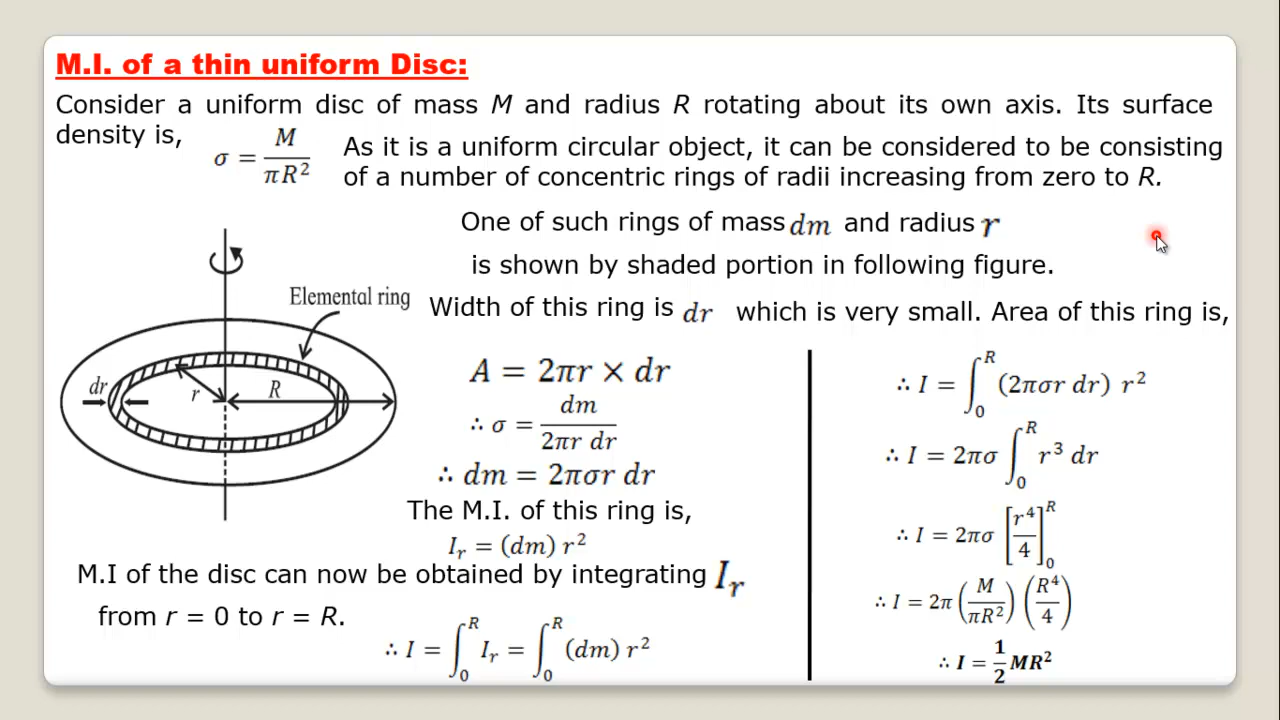 M.I. of a thin uniform Disc:
Consider a uniform disc of mass M and radius R rotating about its own axis. Its surface
density is,
σ = M/πR²
As it is a uniform circular object, it can be considered to be consisting
of a number of concentric rings of radii increasing from zero to R.
One of such rings of mass dm and radius r
is shown by shaded portion in following figure.
Elemental ring
dr
r
R
Width of this ring is dr which is very small. Area of this ring is,
A = 2πr × dr
∴ σ = dm/2πr dr
∴ dm = 2πσr dr
The M.I. of this ring is,
I_r = (dm) r²
M.I of the disc can now be obtained by integrating I_r
from r = 0 to r = R.
∴ I = ∫₀ᴿ I_r = ∫₀ᴿ (dm) r²
∴ I = ∫₀ᴿ (2πσr dr) r²
∴ I = 2πσ ∫₀ᴿ r³ dr
∴ I = 2πσ [r⁴/4]₀ᴿ
∴ I = 2π (M/πR²) (R⁴/4)
∴ I = 1/2 MR²